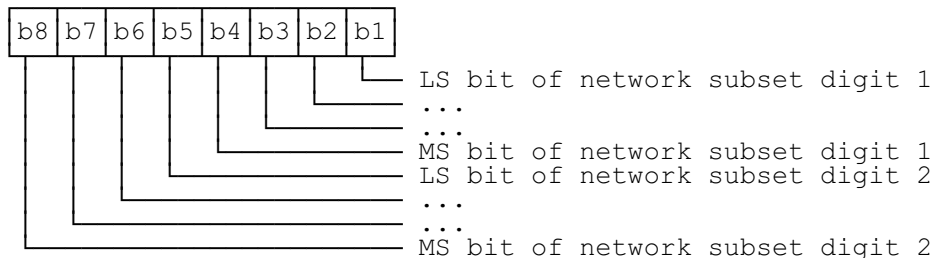 b8 b7 b6 b5 b4 b3 b2 b1
LS bit of network subset digit 1
...
...
MS bit of network subset digit 1
LS bit of network subset digit 2
...
...
MS bit of network subset digit 2